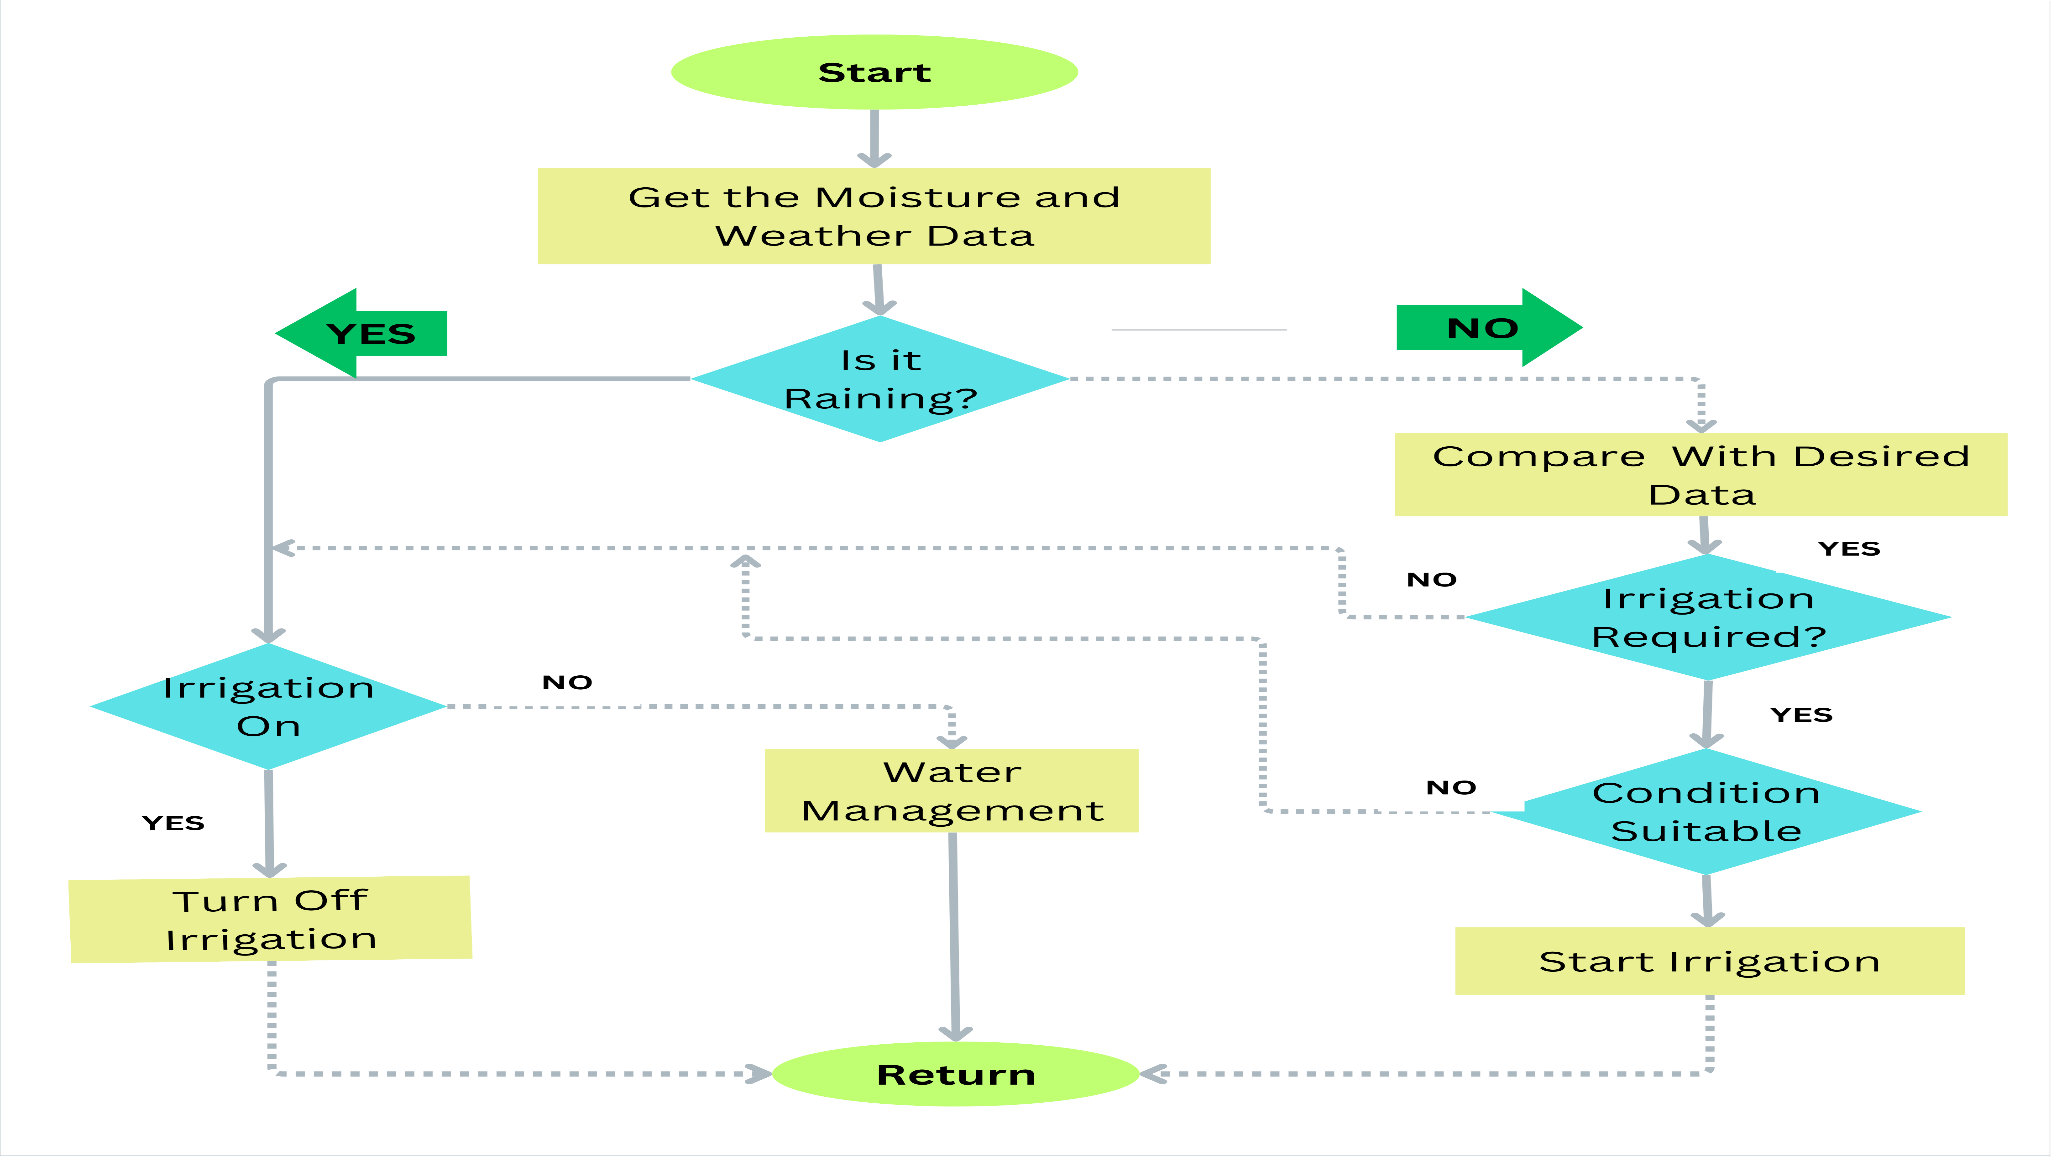 Start
Get the Moisture and
Weather Data
YES
NO
Is it
Raining?
Compare With Desired
Data
YES
NO
Irrigation
Required?
Irrigation
On
NO
YES
Water
Management
NO
Condition
Suitable
YES
Turn Off
Irrigation
Start Irrigation
Return